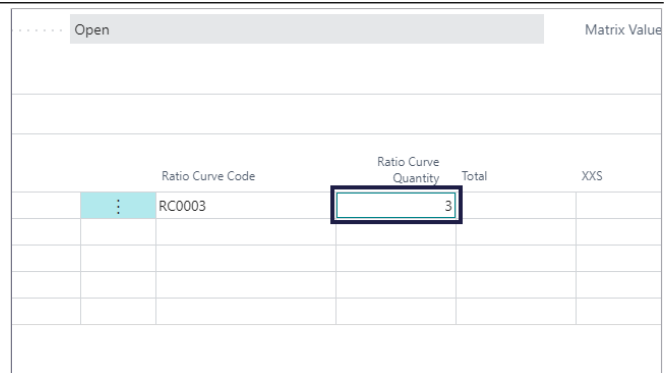 Open Matrix Value
Ratio Curve Code Ratio Curve Quantity Total XXS
RC0003 3